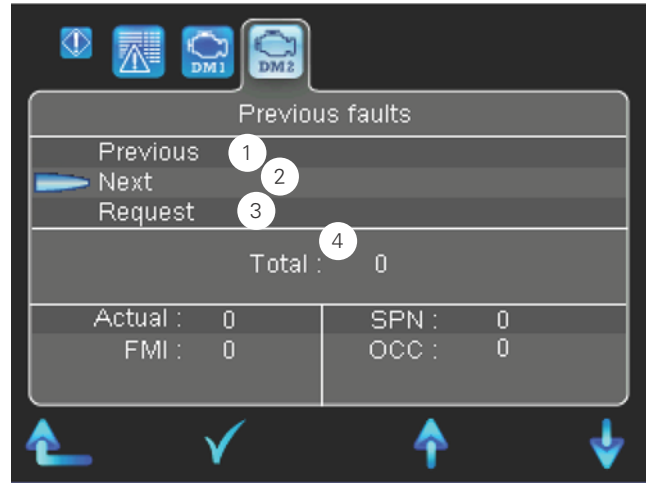 DM1 DM2
Previous faults
Previous 1
Next 2
Request 3
4
Total : 0
Actual : 0 SPN : 0
FMI : 0 OCC : 0